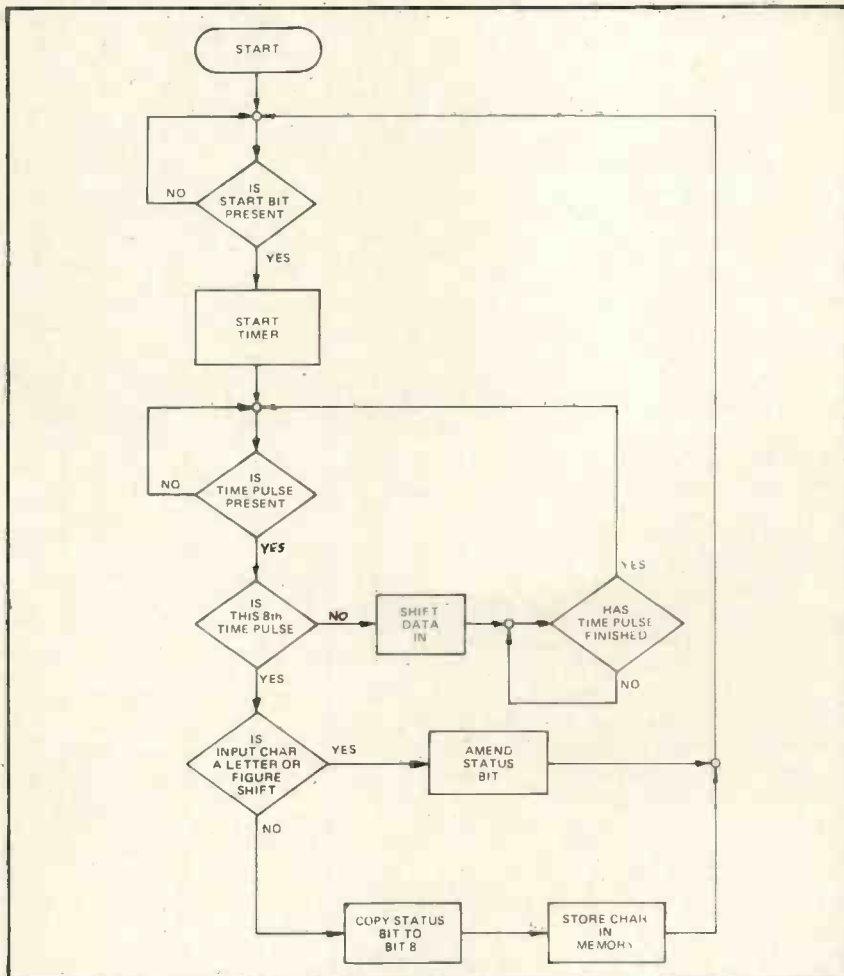 START
IS
START BIT
PRESENT
NO
YES
START
TIMER
IS
TIME PULSE
PRESENT
NO
YES
IS
THIS 8th
TIME PULSE
NO
SHIFT
DATA
IN
HAS
TIME PULSE
FINISHED
YES
NO
YES
IS
INPUT CHAR
A LETTER OR
FIGURE
SHIFT
YES
AMEND
STATUS
BIT
NO
COPY STATUS
BIT TO
BIT 8
STORE CHAR
IN
MEMORY